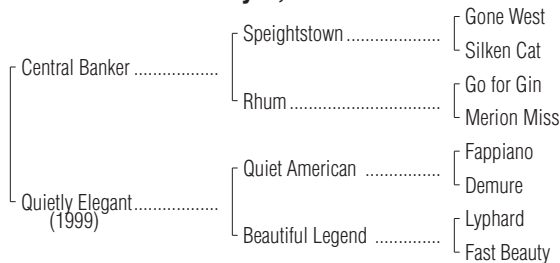 Gone West
Speightstown ..................
Silken Cat
Central Banker ..................
Go for Gin
Rhum ................................
Merion Miss
Fappiano
Quiet American ................
Demure
Quietly Elegant ..................
(1999)
Lyphard
Beautiful Legend ..............
Fast Beauty